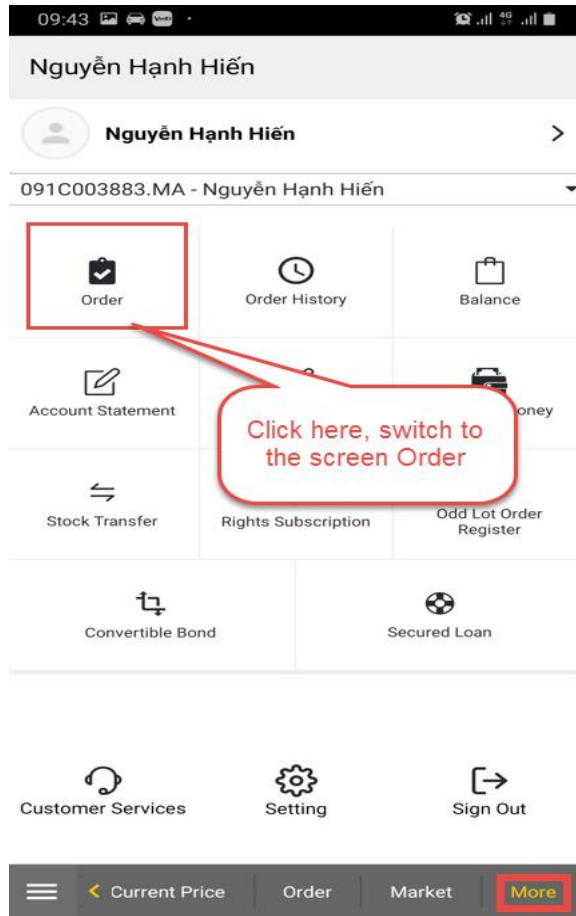 09:43
4G
Nguyễn Hạnh Hiến
Nguyễn Hạnh Hiến
091C003883.MA - Nguyễn Hạnh Hiến
Order
Order History
Balance
Account Statement
oney
Click here, switch to
the screen Order
Stock Transfer
Rights Subscription
Odd Lot Order
Register
Convertible Bond
Secured Loan
Customer Services
Setting
Sign Out
Current Price
Order
Market
More